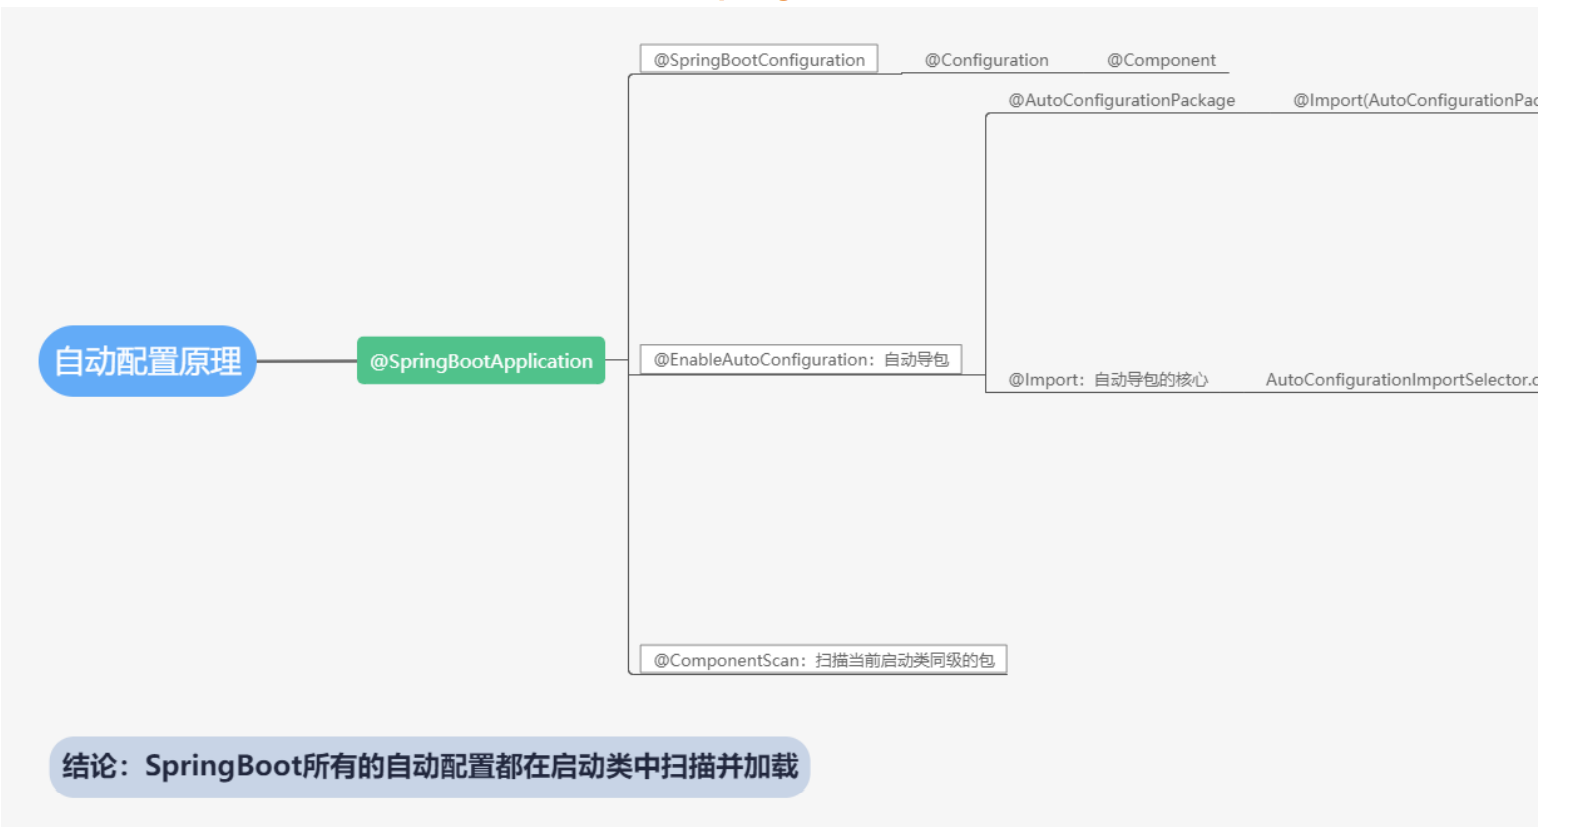 @SpringBootConfiguration @Configuration @Component
@AutoConfigurationPackage @Import(AutoConfigurationPac
自动配置原理 @SpringBootApplication @EnableAutoConfiguration：自动导包
@Import：自动导包的核心 AutoConfigurationImportSelector.c
@ComponentScan：扫描当前启动类同级的包
结论：SpringBoot所有的自动配置都在启动类中扫描并加载